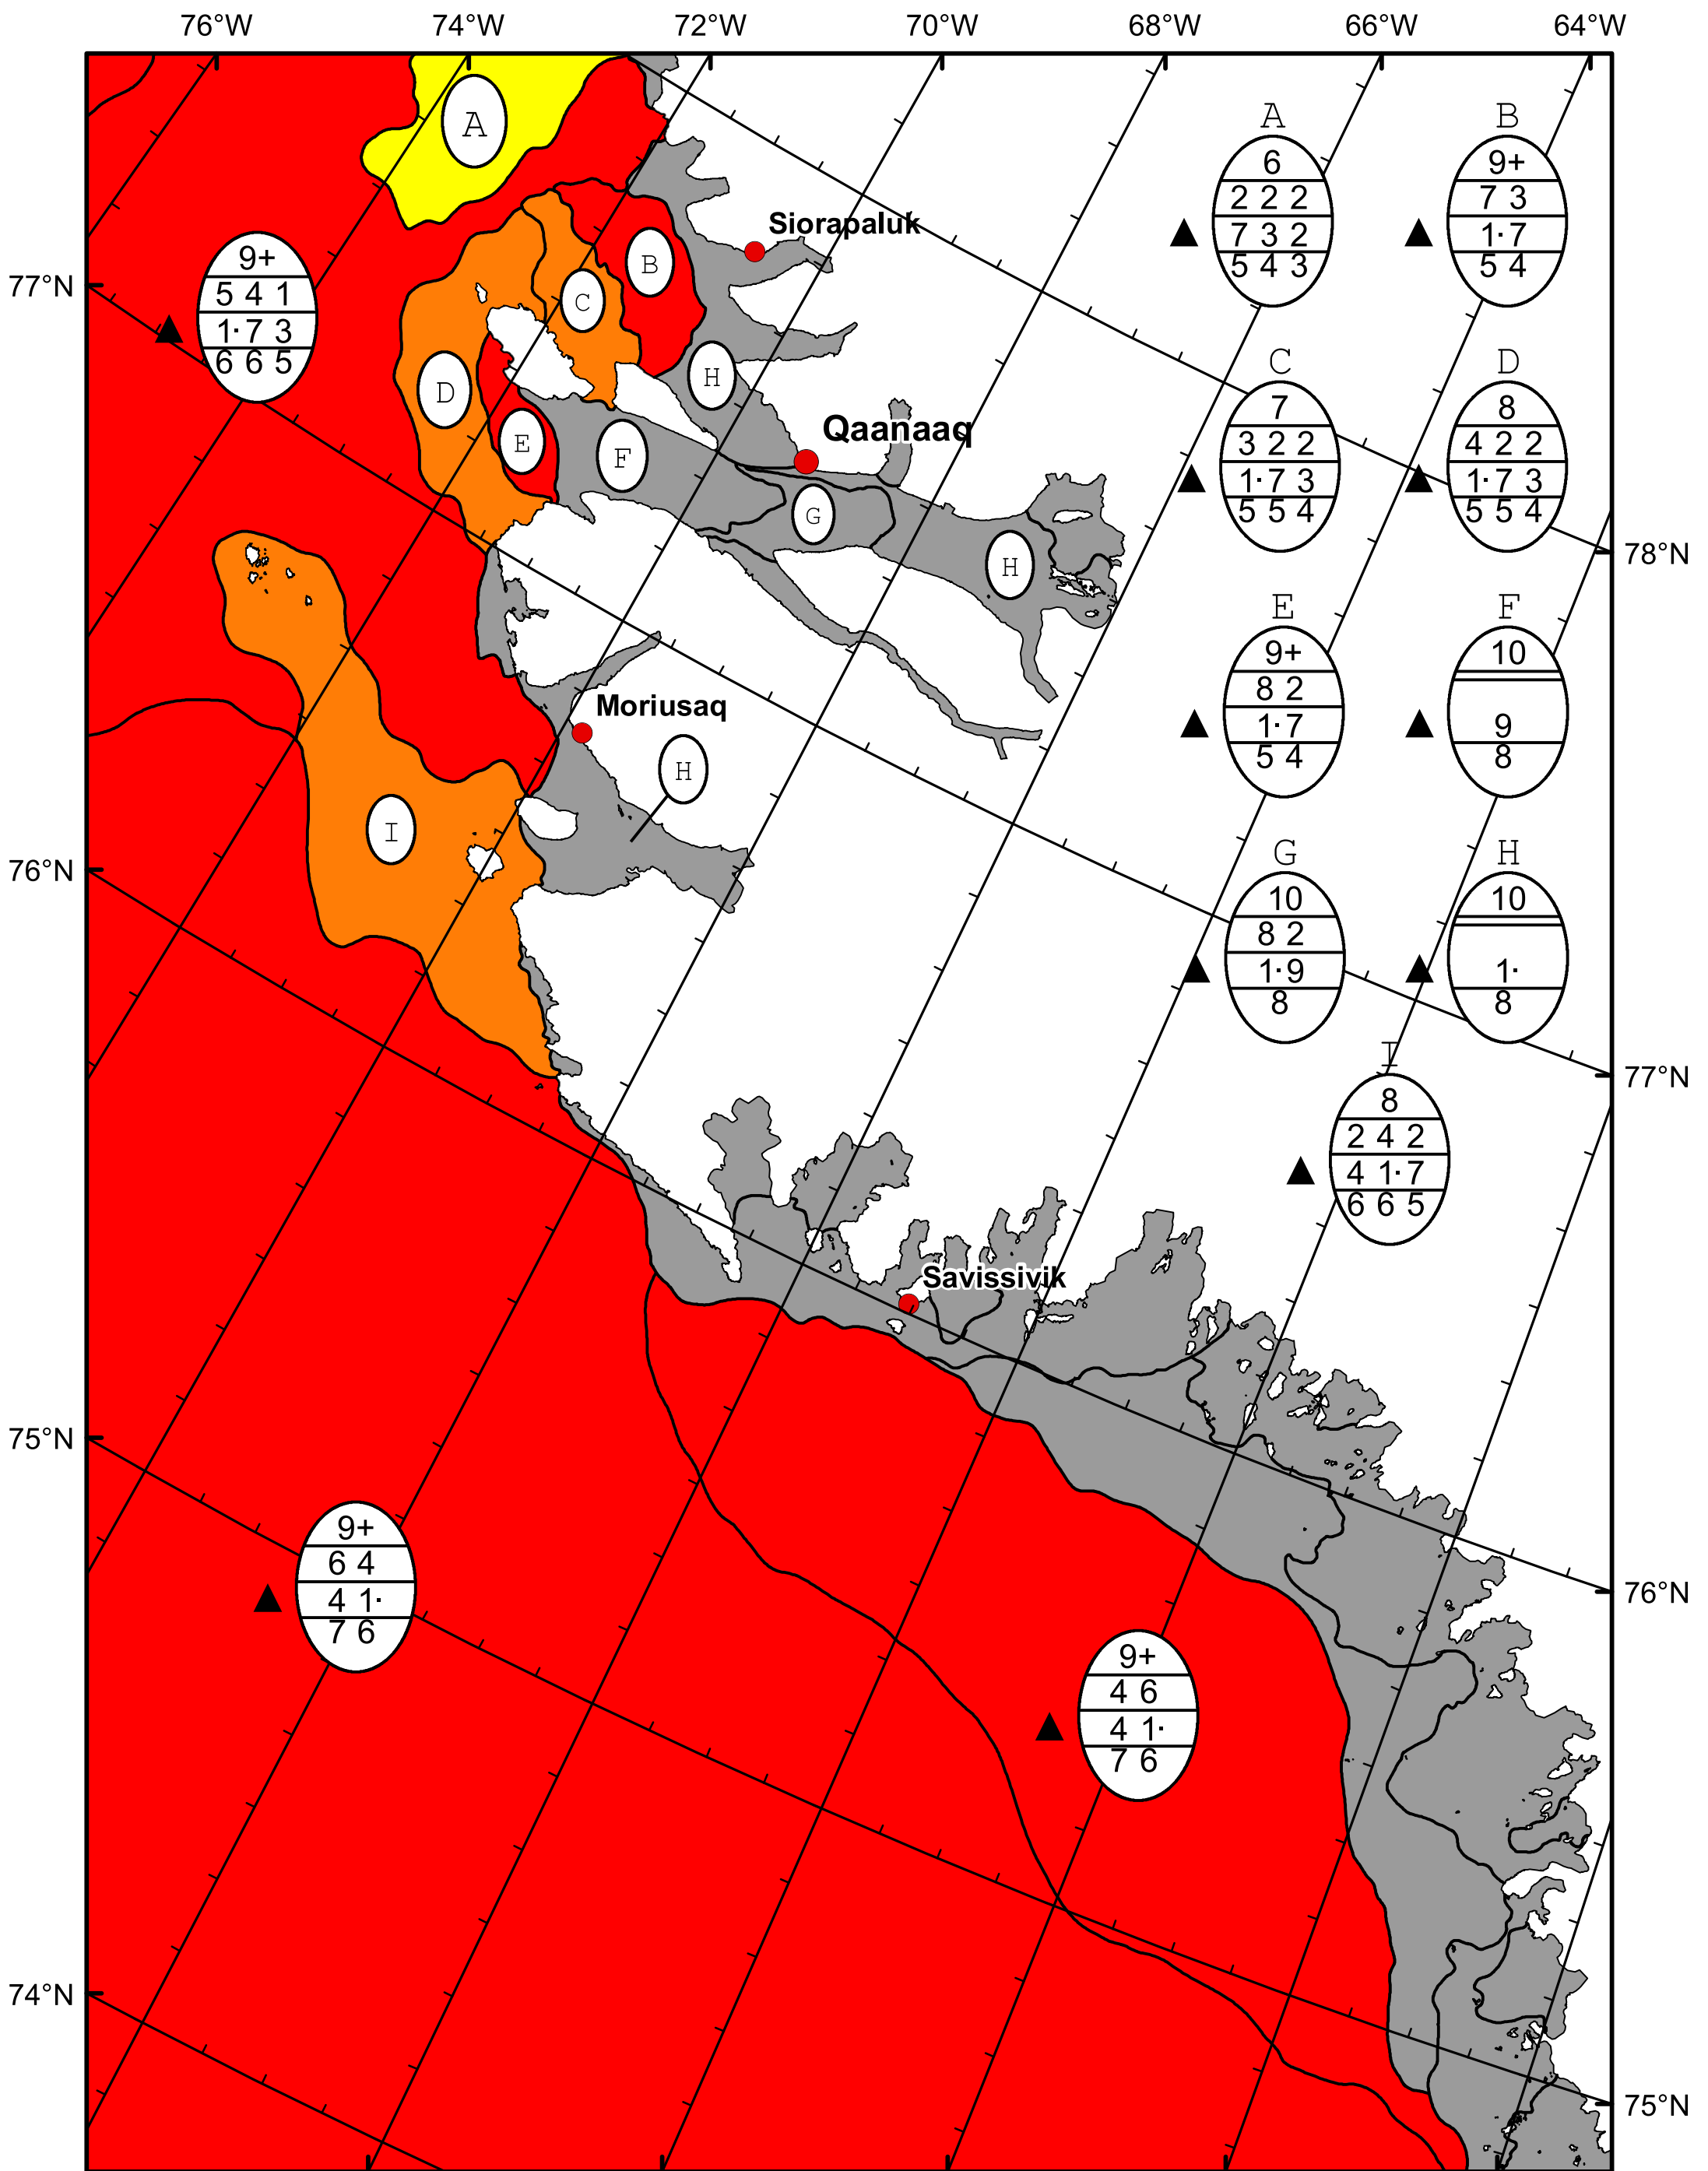 76°W 74°W 72°W 70°W 68°W 66°W 64°W
A
A
B
6
2 2 2
7 3 2
5 4 3
9+
7 3
1·7
5 4
Siorapaluk
B
77°N
9+
5 4 1
1·7 3
6 6 5
C
H
D
C
D
7
3 2 2
1·7 3
5 5 4
8
4 2 2
1·7 3
5 5 4
Qaanaaq
E
F
G
78°N
H
E
F
9+
8 2
1·7
5 4
10
9
8
Moriusaq
H
I
76°N
G
H
10
8 2
1·9
8
10
1·
8
77°N
I
8
2 4 2
4 1·7
6 6 5
Savissivik
75°N
9+
6 4
4 1·
7 6
76°N
9+
4 6
4 1·
7 6
74°N
75°N